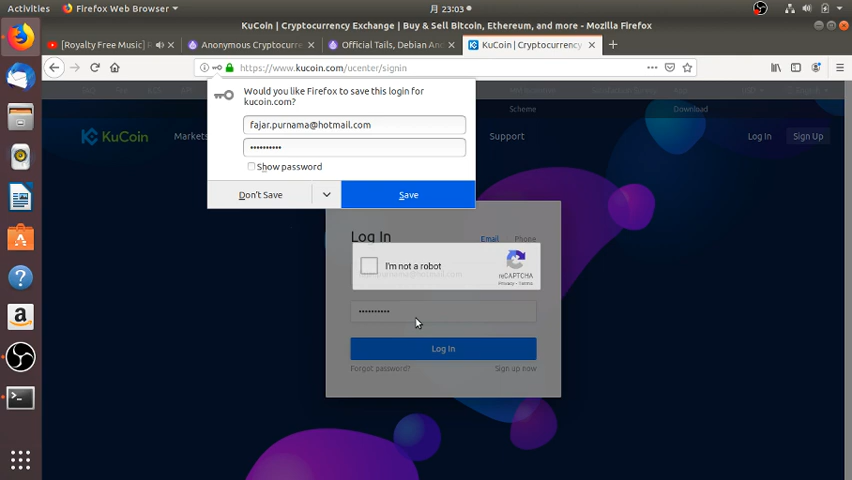 Activities Firefox Web Browser 月 23:03
KuCoin | Cryptocurrency Exchange | Buy & Sell Bitcoin, Ethereum, and more - Mozilla Firefox
[Royalty Free Music] R Anonymous Cryptocurre Official Tails, Debian An KuCoin | Cryptocurrency
https://www.kucoin.com/ucenter/signin
Would you like Firefox to save this login for
kucoin.com?
Scheme Download
fajar.purnama@hotmail.com
KuCoin Markets Support Log In Sign Up
••••••••••
Show password
Don't Save Save
Log In Email Phone
I'm not a robot
reCAPTCHA
Privacy - Terms
••••••••••
Log In
Forgot password? Sign up now